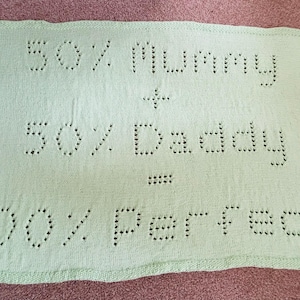 50% Mummy
+
50% Daddy
=
00% Perfec